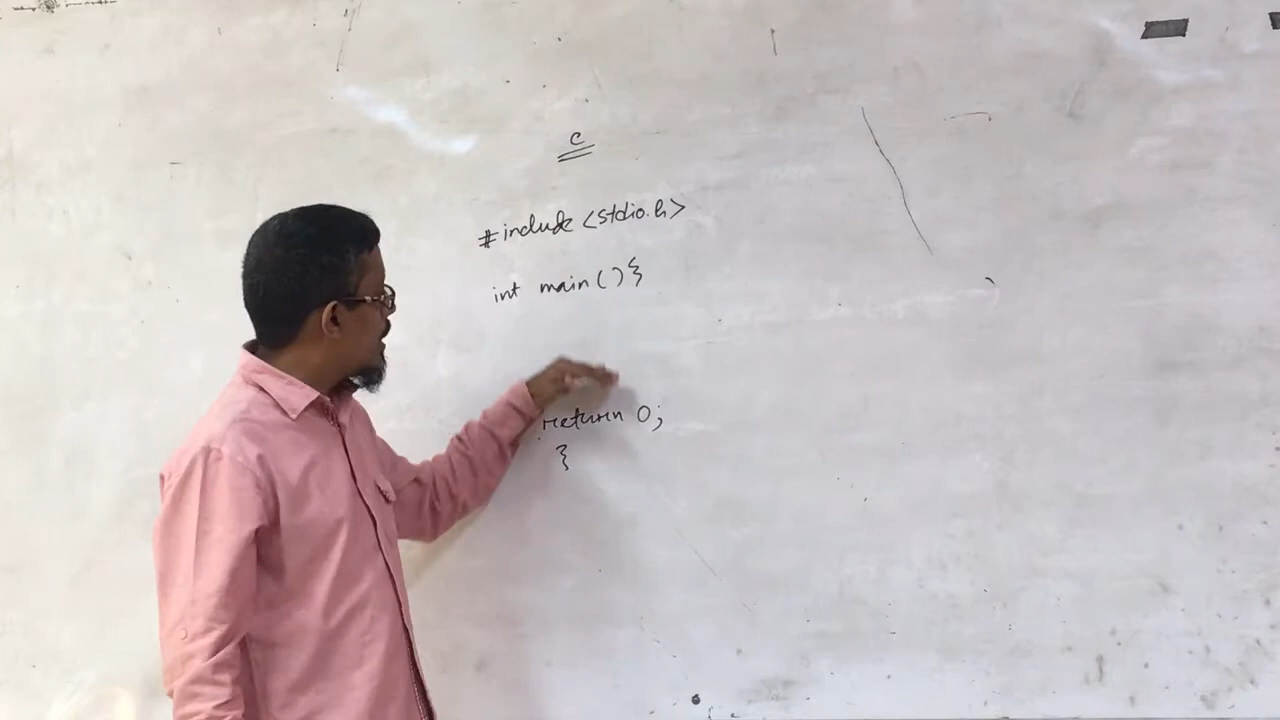 C
#include <stdio.h>
int main(){
return 0;
}